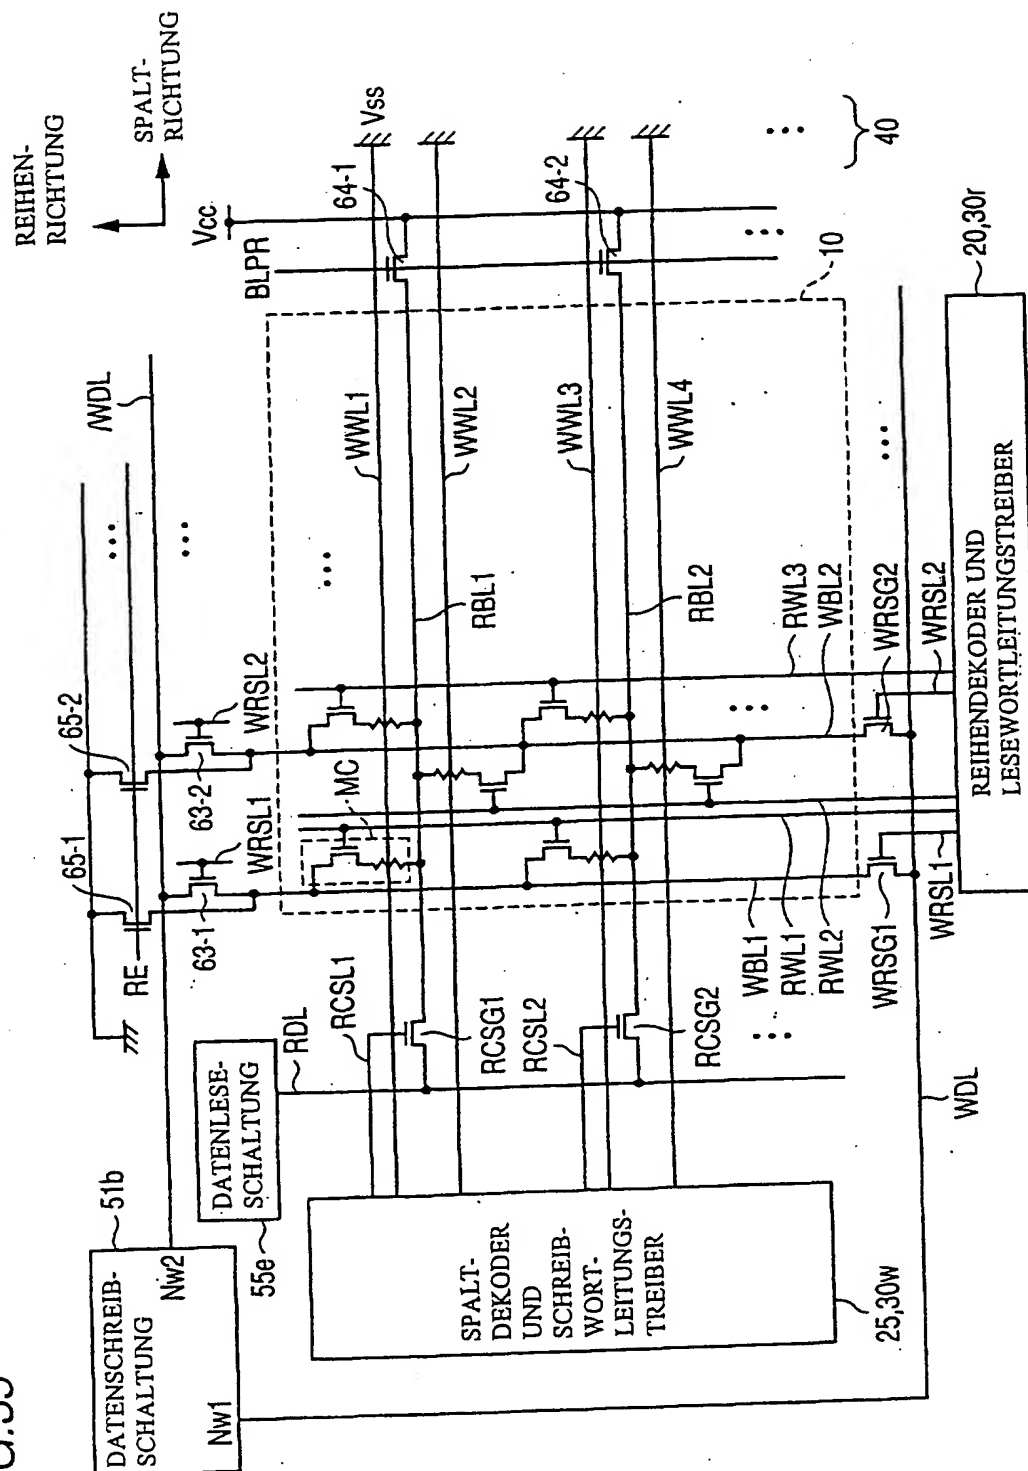 REIHEN-
RICHTUNG
SPALT-
RICHTUNG
Vcc
BLPR
Vss
64-1
64-2
40
/WDL
WWL1
WWL2
WWL3
WWL4
10
20,30r
RBL1
RBL2
RWL3
WBL2
WRSG2
WRSL2
65-2
65-1
WRSL2
63-2
WRSL1
63-1
MC
RE
RCSL1
RDL
RCSG1
RCSL2
RCSG2
WBL1
RWL1
RWL2
WRSG1
WRSL1
WDL
REIHENDEKODER UND
LESEWORTLEITUNGSTREIBER
DATENLESE-
SCHALTUNG
55e
51b
DATENSCHREIB-
SCHALTUNG
Nw2
Nw1
SPALT-
DEKODER
UND
SCHREIB-
WORT-
LEITUNGS-
TREIBER
25,30w